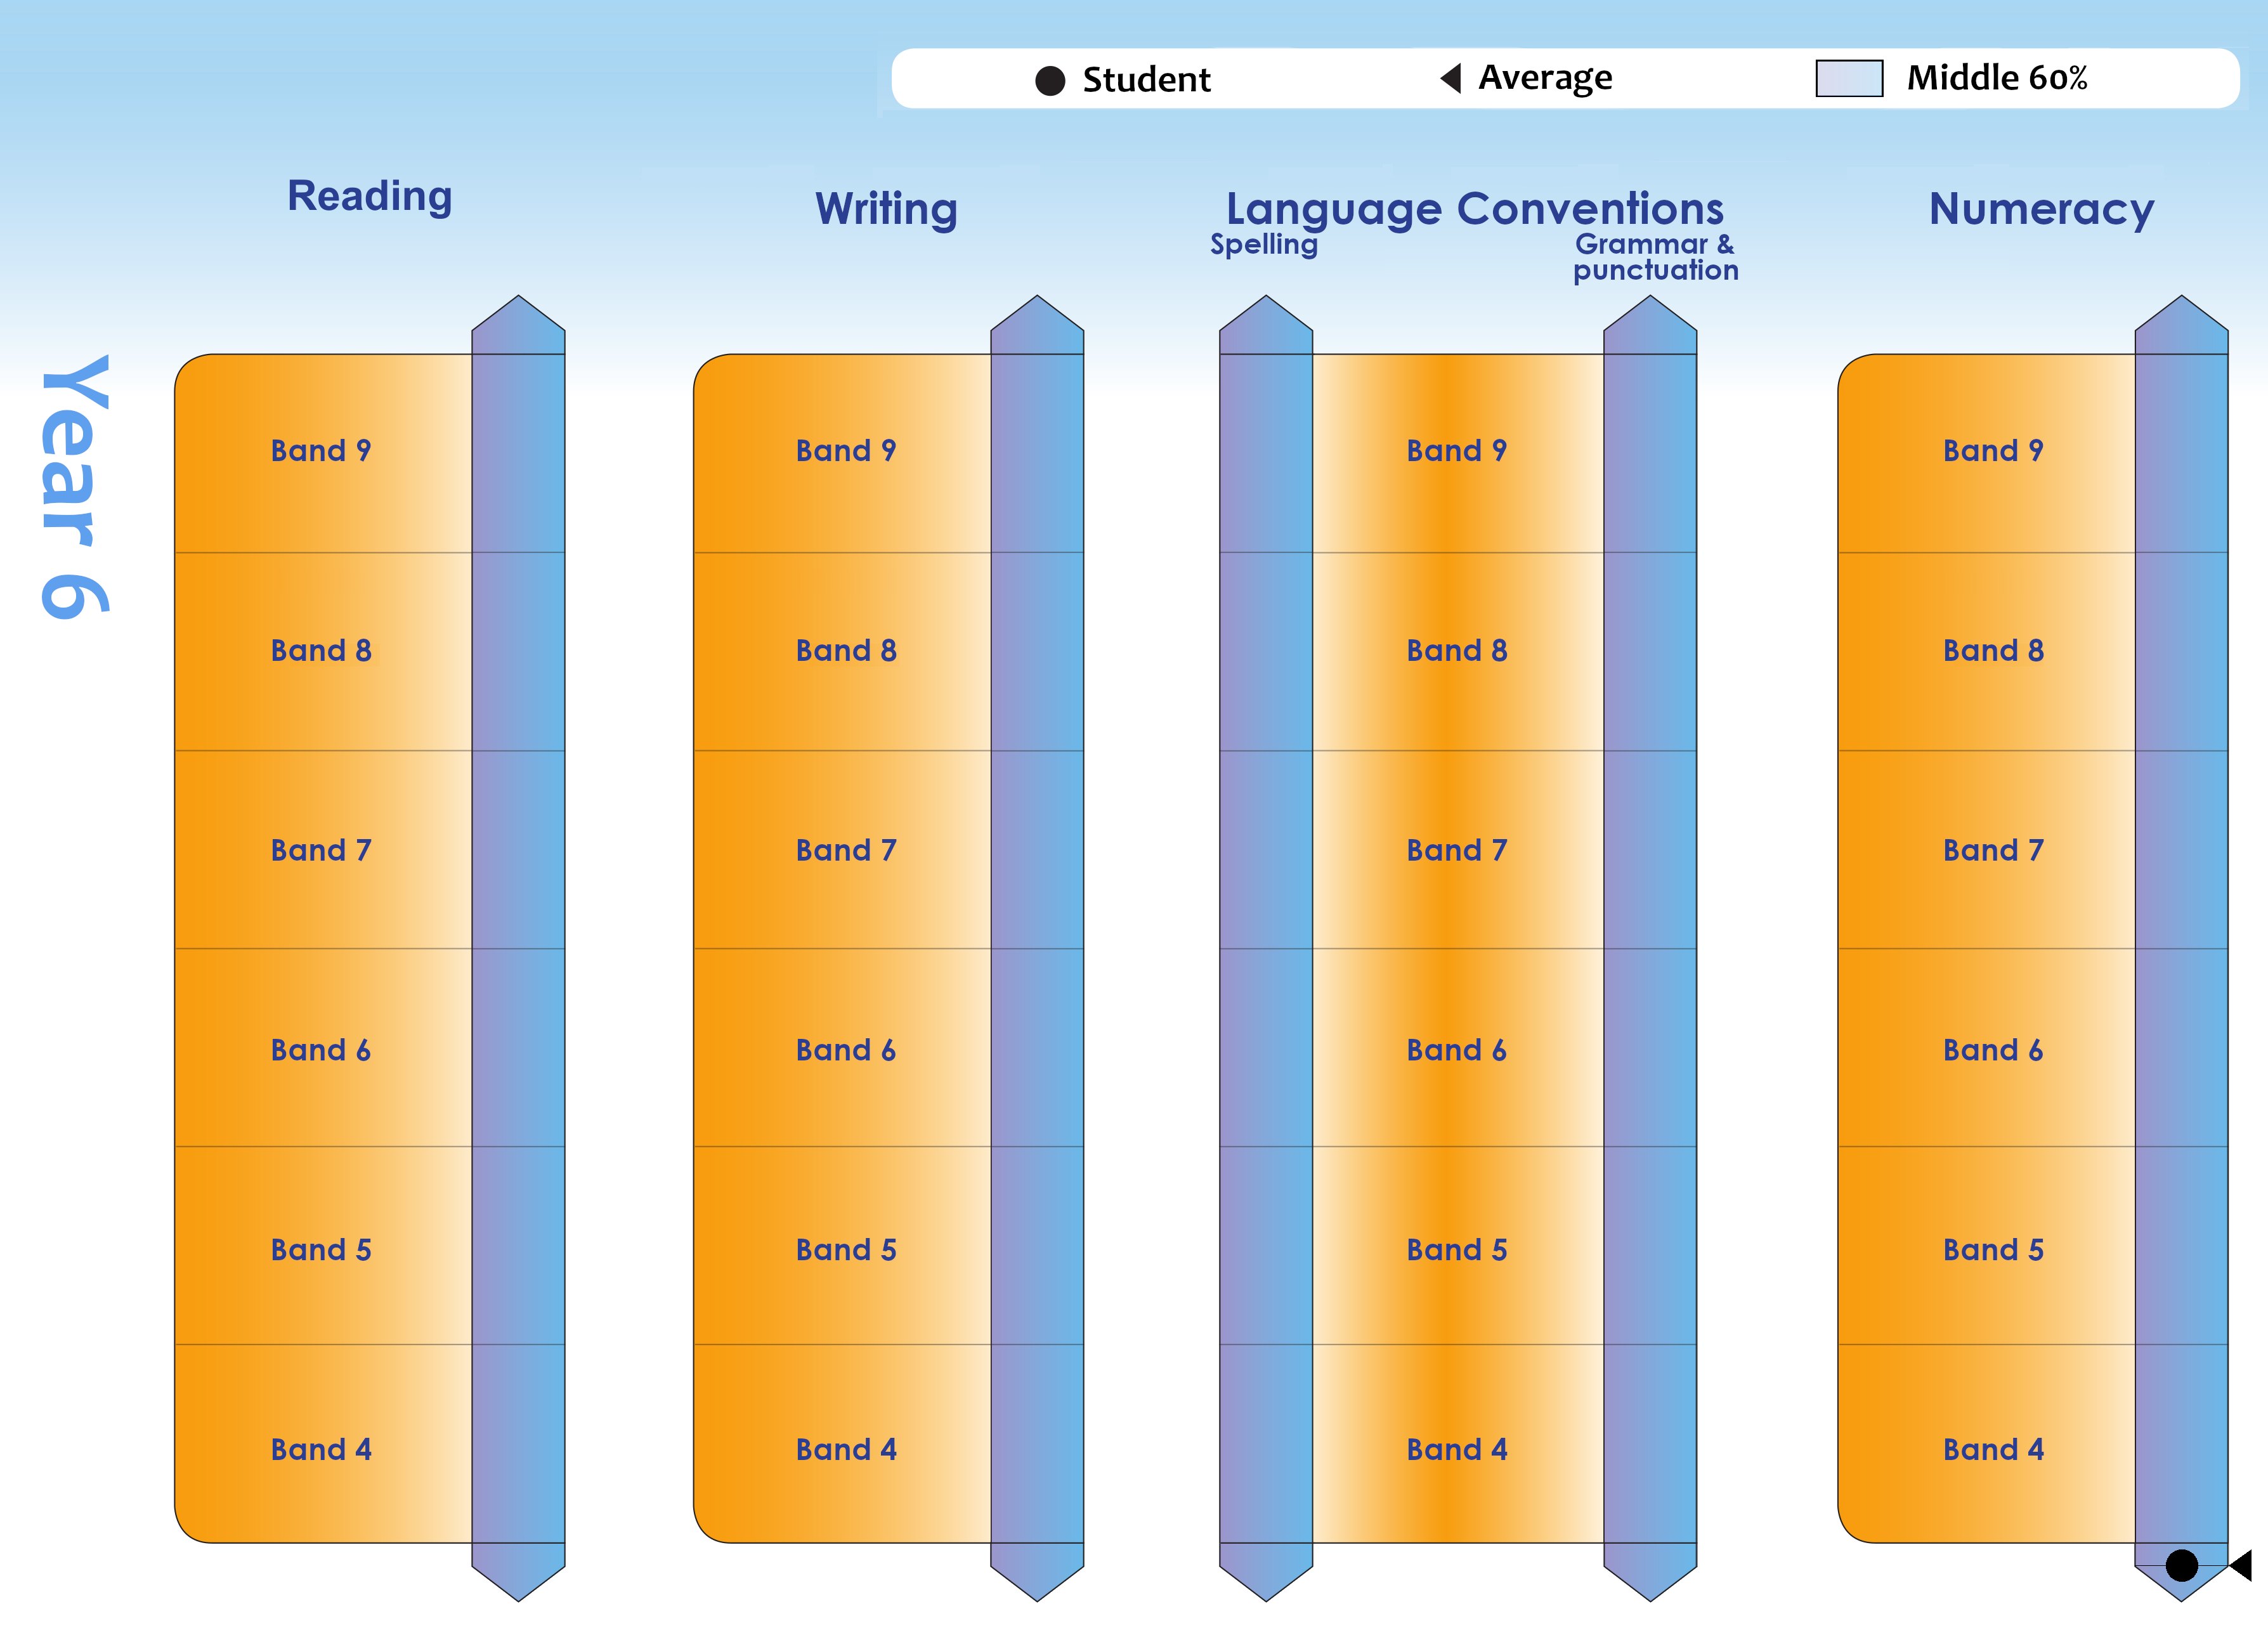 Student
Average
Middle 60%
Reading
Writing
Language Conventions
Numeracy
Spelling
Grammar &
punctuation
Year 6
Band 9
Band 9
Band 9
Band 9
Band 8
Band 8
Band 8
Band 8
Band 7
Band 7
Band 7
Band 7
Band 6
Band 6
Band 6
Band 6
Band 5
Band 5
Band 5
Band 5
Band 4
Band 4
Band 4
Band 4